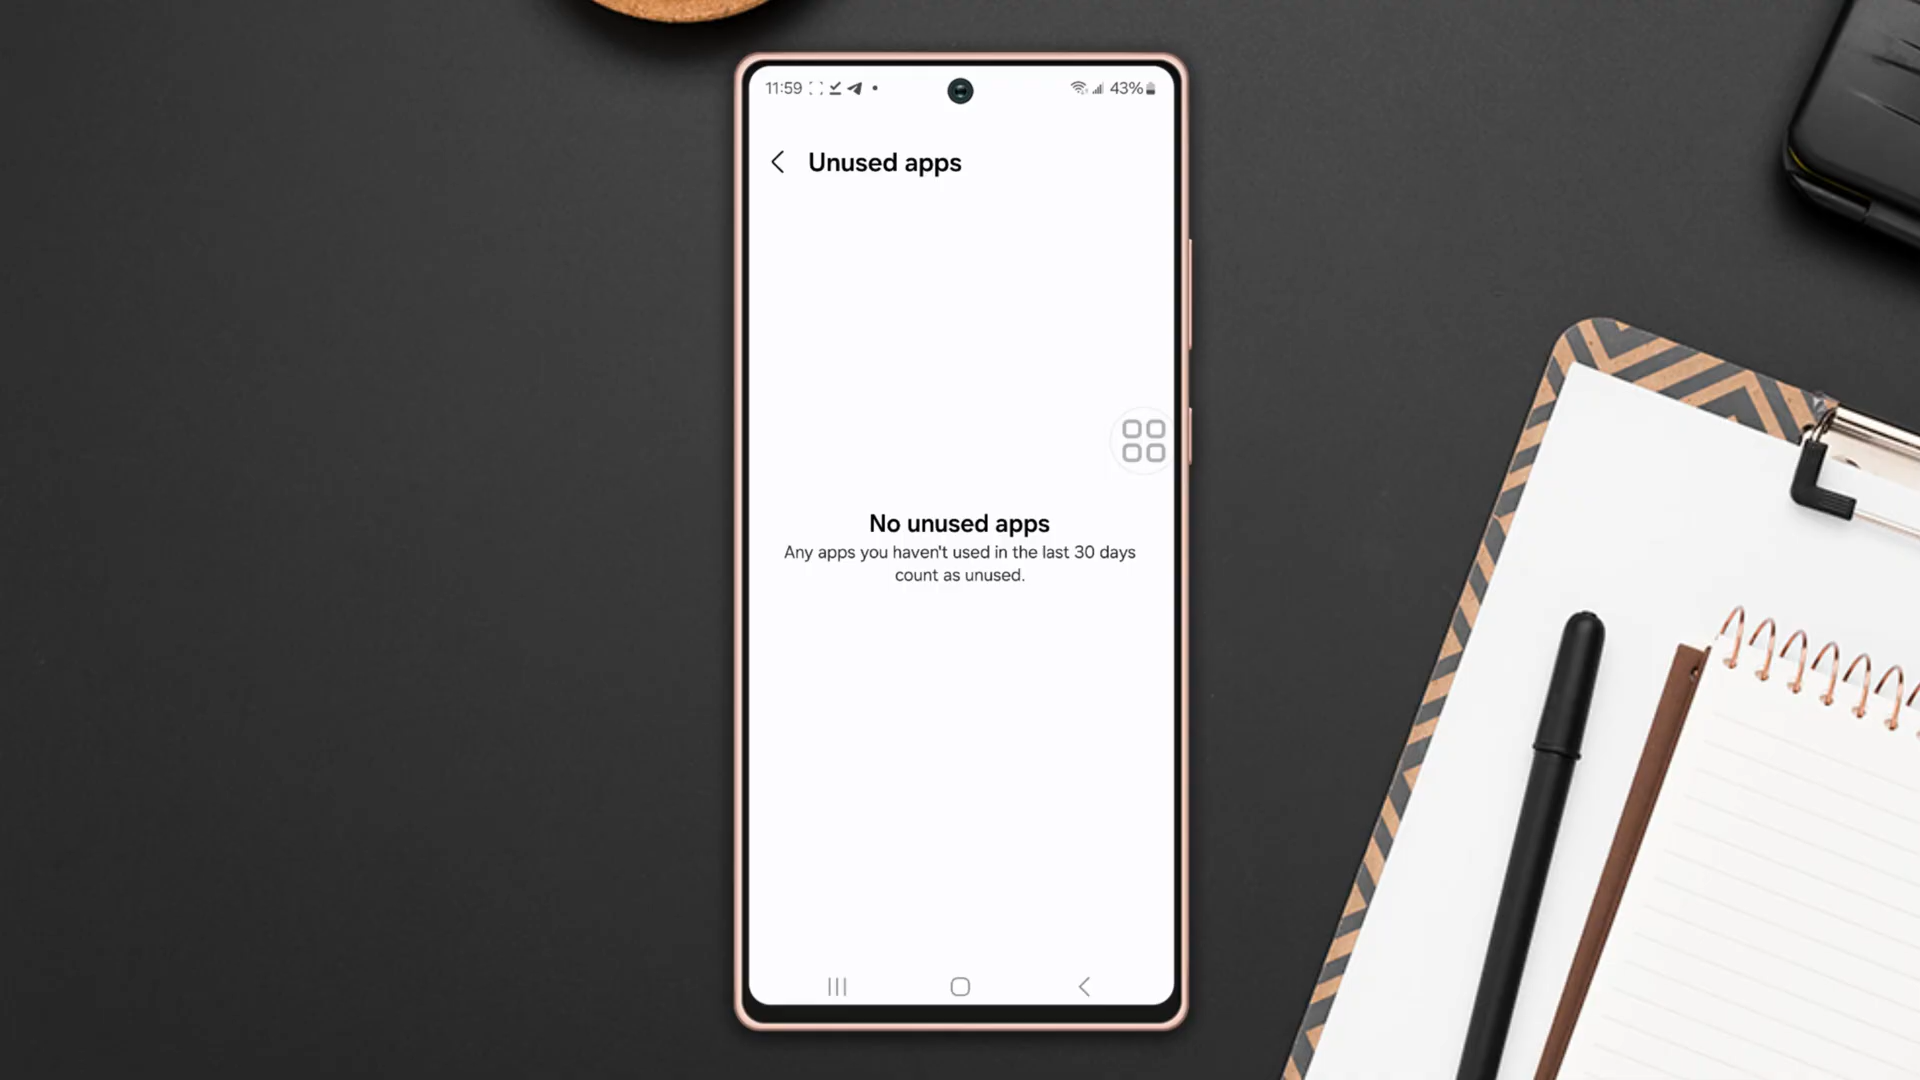 11:59
43%
Unused apps
No unused apps
Any apps you haven't used in the last 30 days
count as unused.